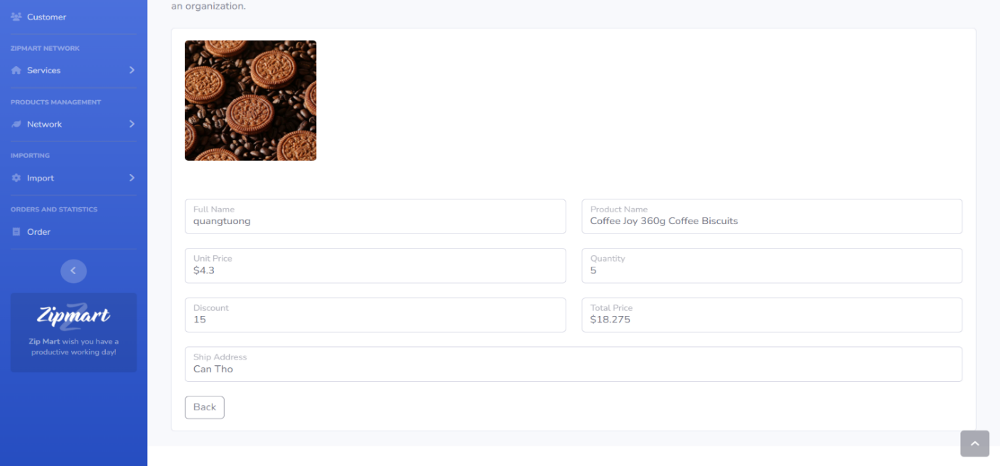 an organization.
Customer
ZIPMART NETWORK
Services
PRODUCTS MANAGEMENT
Network
IMPORTING
Import
ORDERS AND STATISTICS
Order
Zipmart
Zip Mart wish you have a
productive working day!
Full Name
quangtuong
Product Name
Coffee Joy 360g Coffee Biscuits
Unit Price
$4.3
Quantity
5
Discount
15
Total Price
$18.275
Ship Address
Can Tho
Back